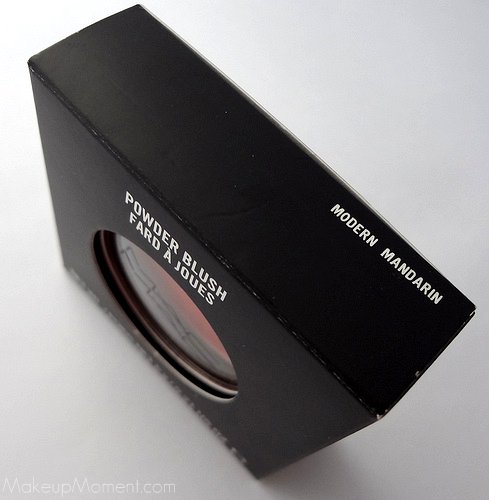 MODERN MANDARIN
POWDER BLUSH
FARD À JOUES
MakeupMoment.com